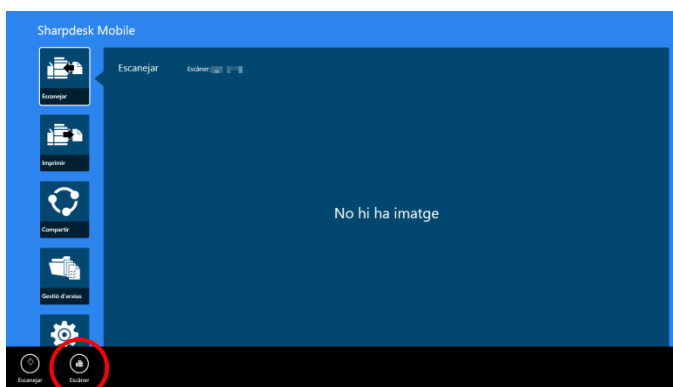 Sharpdesk Mobile
Escanejar
Escanejar Escàner:
Imprimir
Compartir
No hi ha imatge
Gestió d'arxius
Escanejar Escàner